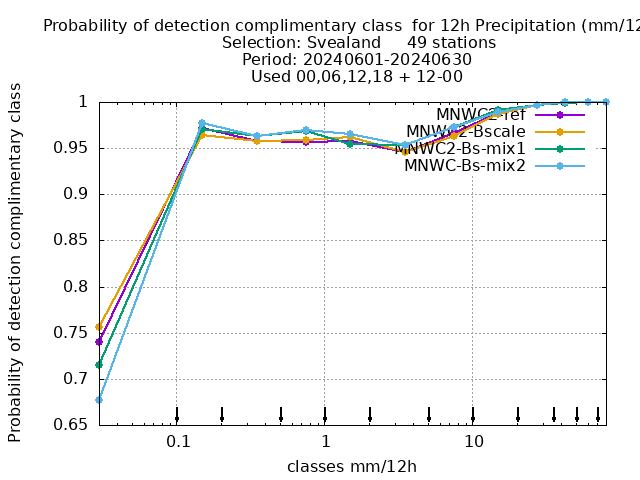 Probability of detection complimentary class  for 12h Precipitation (mm/12
Selection: Svealand     49 stations
Period: 20240601-20240630
Used 00,06,12,18 + 12-00
Probability of detection complimentary class
1
0.95
0.9
0.85
0.8
0.75
0.7
0.65
MNWC2-ref
MNWC2-Bscale
MNWC2-Bs-mix1
MNWC-Bs-mix2
0.1
1
10
classes mm/12h